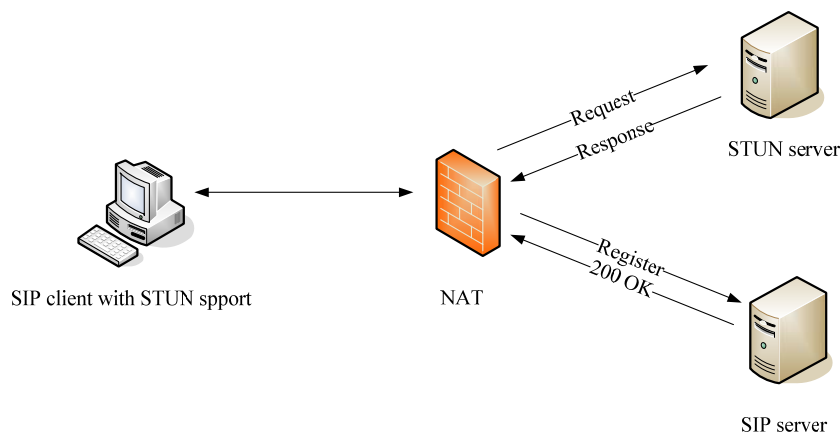 Request
Response
STUN server
SIP client with STUN spport
NAT
Register
200 OK
SIP server